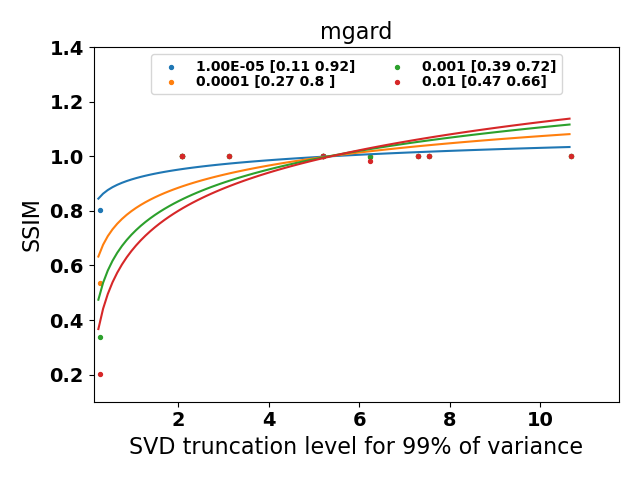 mgard
1.00E-05 [0.11 0.92]
0.0001 [0.27 0.8 ]
0.001 [0.39 0.72]
0.01 [0.47 0.66]
1.4
1.2
1.0
0.8
0.6
0.4
0.2
SSIM
2 4 6 8 10
SVD truncation level for 99% of variance